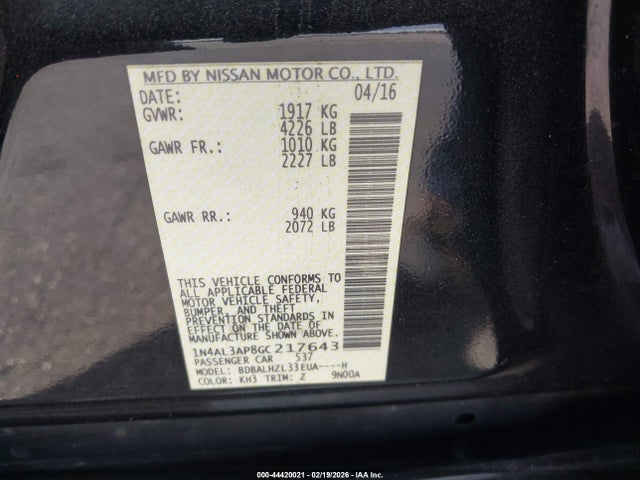 MFD BY NISSAN MOTOR CO., LTD.
DATE: 04/16
GVWR: 1917 KG
4226 LB
GAWR FR.: 1010 KG
2227 LB
GAWR RR.: 940 KG
2072 LB
THIS VEHICLE CONFORMS TO
ALL APPLICABLE FEDERAL
MOTOR VEHICLE SAFETY,
BUMPER, AND THEFT
PREVENTION STANDARDS IN
EFFECT ON THE DATE OF
MANUFACTURE SHOWN ABOVE.
1N4AL3AP8GC217643
PASSENGER CAR 537
MODEL: BDBALHZL33EUA----H
COLOR: KH3 TRIM: Z 9N00A
000-44420021 - 02/19/2026 - IAA Inc.